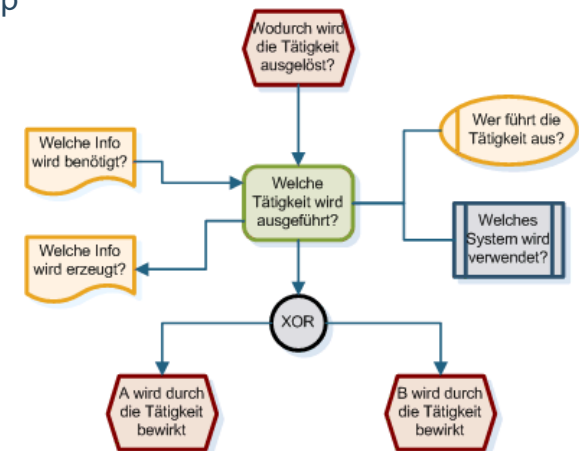 p
Wodurch wird
die Tätigkeit
ausgelöst?
Welche Info
wird benötigt?
Wer führt die
Tätigkeit aus?
Welche
Tätigkeit wird
ausgeführt?
Welches
System wird
verwendet?
Welche Info
wird erzeugt?
XOR
A wird durch
die Tätigkeit
bewirkt
B wird durch
die Tätigkeit
bewirkt